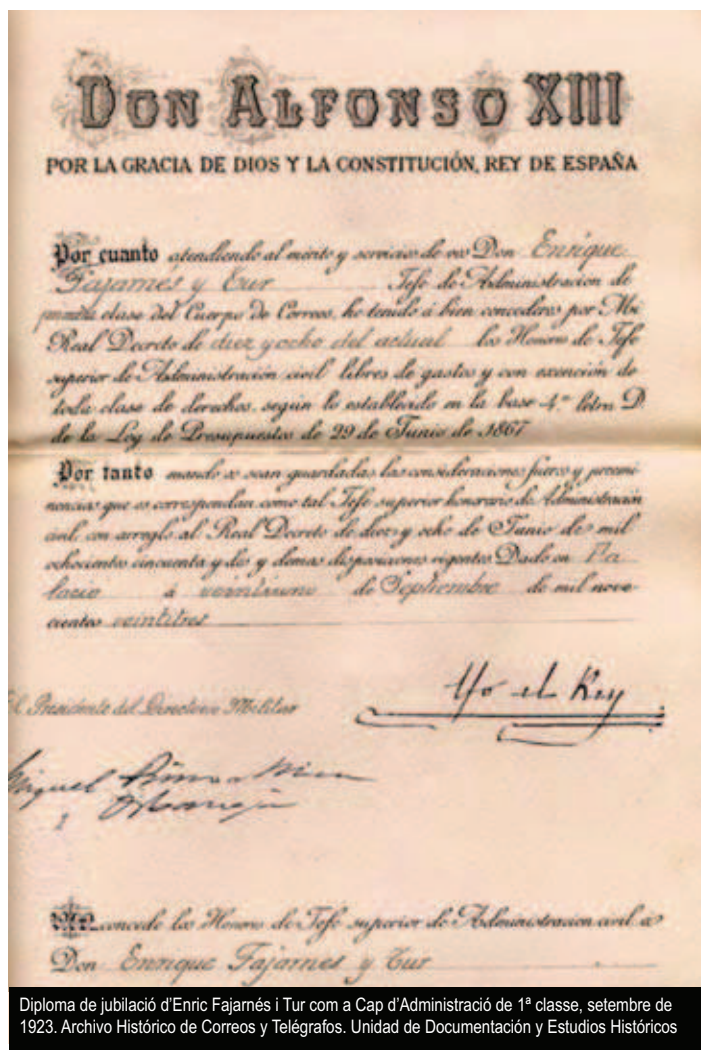 DON ALFONSO XIII
POR LA GRACIA DE DIOS Y LA CONSTITUCIÓN, REY DE ESPAÑA
Por cuanto atendiendo al mérito y servicios de vos Don Enrique
Fajarnes y Tur Jefe de Administración de
primera clase del Cuerpo de Correos, he tenido á bien concederos por Mi
Real Decreto de diez y ocho del actual los Honores de Jefe
superior de Administración civil libres de gastos y con exención de
toda clase de derechos, según lo establecido en la base 4.ª letra D.
de la Ley de Presupuestos de 29 de Junio de 1867
Por tanto mando os sean guardadas las consideraciones fueros y preemi
nencias que os correspondan como tal Jefe superior honorario de Administración
civil con arreglo al Real Decreto de diez y ocho de Junio de mil
ochocientos cincuenta y dos y demas disposiciones vigentes Dado en Pa
lacio á veintiuno de Septiembre de mil nove-
cientos veintitres
El Presidente del Directorio Militar
Yo el Rey
Miguel Primo de Rivera
y Orbaneja
V.M. concede los Honores de Jefe superior de Administración civil a
Don Enrique Fajarnes y Tur
Diploma de jubilació d'Enric Fajarnés i Tur com a Cap d'Administració de 1ª classe, setembre de
1923. Archivo Histórico de Correos y Telégrafos. Unidad de Documentación y Estudios Históricos